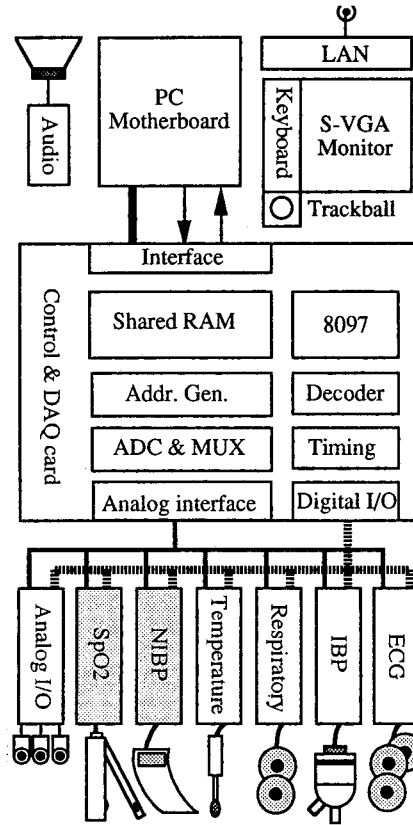 LAN
PC
Motherboard
Audio
Keyboard
S-VGA
Monitor
Trackball
Interface
Control & DAQ card
Shared RAM
8097
Addr. Gen.
Decoder
ADC & MUX
Timing
Analog interface
Digital I/O
Analog I/O
SpO2
NIBP
Temperature
Respiratory
IBP
ECG